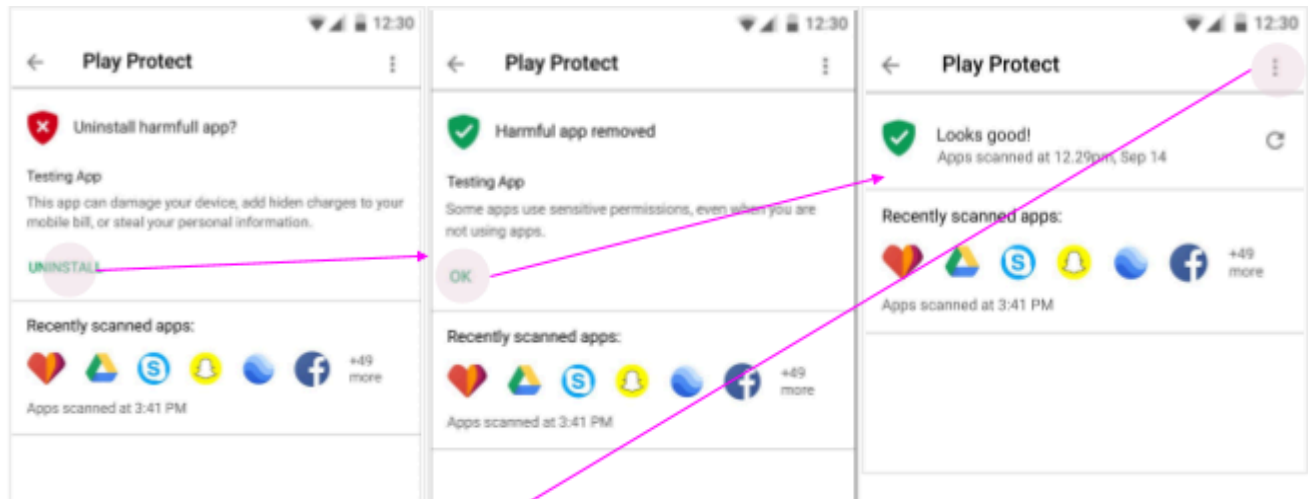 12:30
Play Protect
Uninstall harmfull app?
Testing App
This app can damage your device, add hiden charges to your
mobile bill, or steal your personal information.
UNINSTALL
Recently scanned apps:
+49
more
Apps scanned at 3:41 PM
12:30
Play Protect
Harmful app removed
Testing App
Some apps use sensitive permissions, even when you are
not using apps.
OK
Recently scanned apps:
+49
more
Apps scanned at 3:41 PM
12:30
Play Protect
Looks good!
Apps scanned at 12.29pm, Sep 14
Recently scanned apps:
+49
more
Apps scanned at 3:41 PM